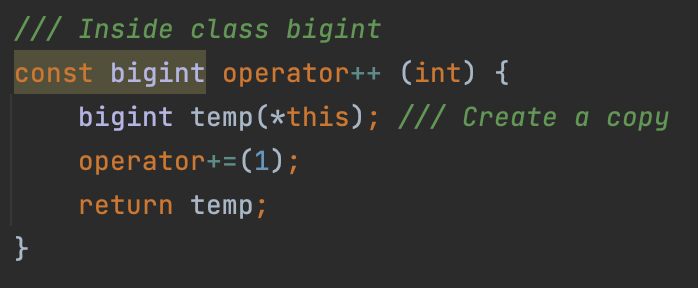 /// Inside class bigint
const bigint operator++ (int) {
    bigint temp(*this); /// Create a copy
    operator+=(1);
    return temp;
}